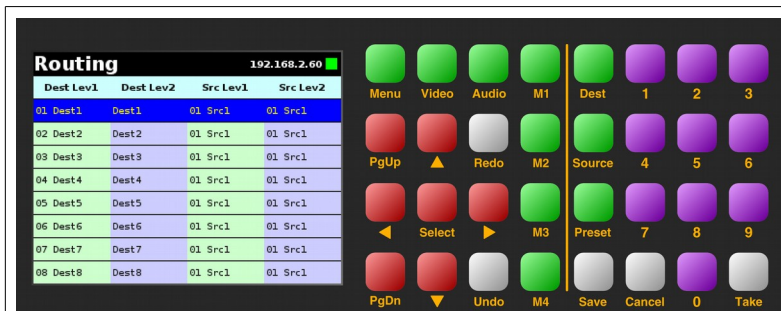 Routing 192.168.2.60
Dest Lev1 Dest Lev2 Src Lev1 Src Lev2
01 Dest1 Dest1 01 Src1 01 Src1
02 Dest2 Dest2 01 Src1 01 Src1
03 Dest3 Dest3 01 Src1 01 Src1
04 Dest4 Dest4 01 Src1 01 Src1
05 Dest5 Dest5 01 Src1 01 Src1
06 Dest6 Dest6 01 Src1 01 Src1
07 Dest7 Dest7 01 Src1 01 Src1
08 Dest8 Dest8 01 Src1 01 Src1
Menu Video Audio M1 Dest 1 2 3
PgUp Redo M2 Source 4 5 6
Select M3 Preset 7 8 9
PgDn Undo M4 Save Cancel 0 Take